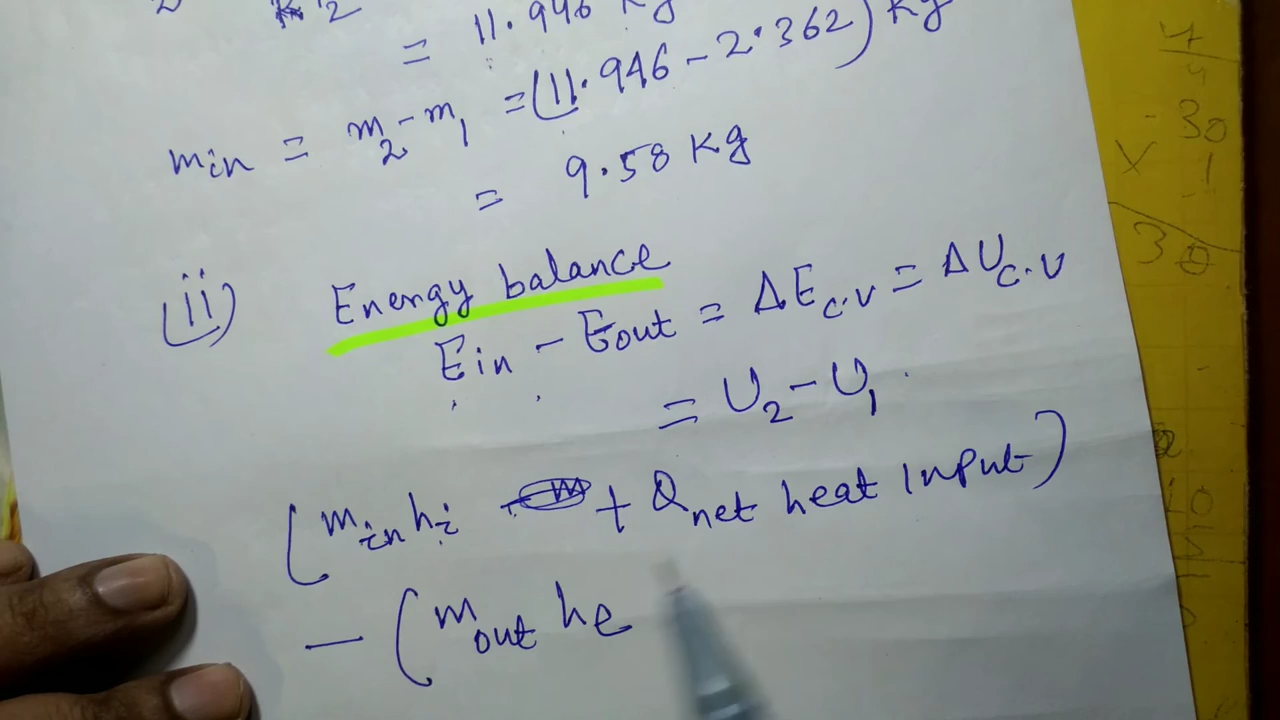 = 11.946 Kg
min = m2 - m1 = (11.946 - 2.362) Kg
= 9.58 Kg
(ii) Energy balance
Ein - Eout = ΔEC.V = ΔUC.V
= U2 - U1
(min hi + Qnet heat input)
- (mout he